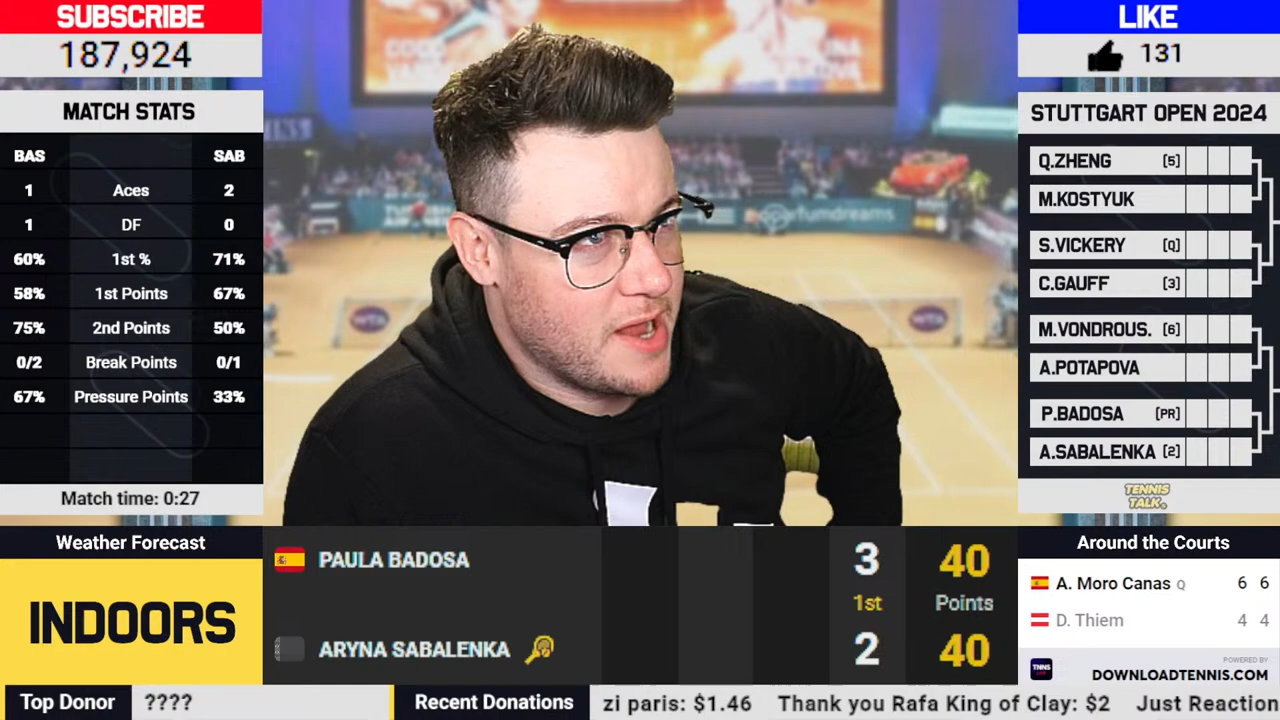 SUBSCRIBE
187,924
MATCH STATS
BAS SAB
1 Aces 2
1 DF 0
60% 1st % 71%
58% 1st Points 67%
75% 2nd Points 50%
0/2 Break Points 0/1
67% Pressure Points 33%
Match time: 0:27
Weather Forecast
INDOORS
LIKE
131
STUTTGART OPEN 2024
Q.ZHENG [5]
M.KOSTYUK
S.VICKERY [Q]
C.GAUFF [3]
M.VONDROUS. [6]
A.POTAPOVA
P.BADOSA [PR]
A.SABALENKA [2]
TENNIS
TALK.
PAULA BADOSA 3 40
1st Points
ARYNA SABALENKA 2 40
Around the Courts
A. Moro Canas Q 6 6
D. Thiem 4 4
POWERED BY
TNNS
DOWNLOADTENNIS.COM
Top Donor ???? Recent Donations zi paris: $1.46 Thank you Rafa King of Clay: $2 Just Reaction